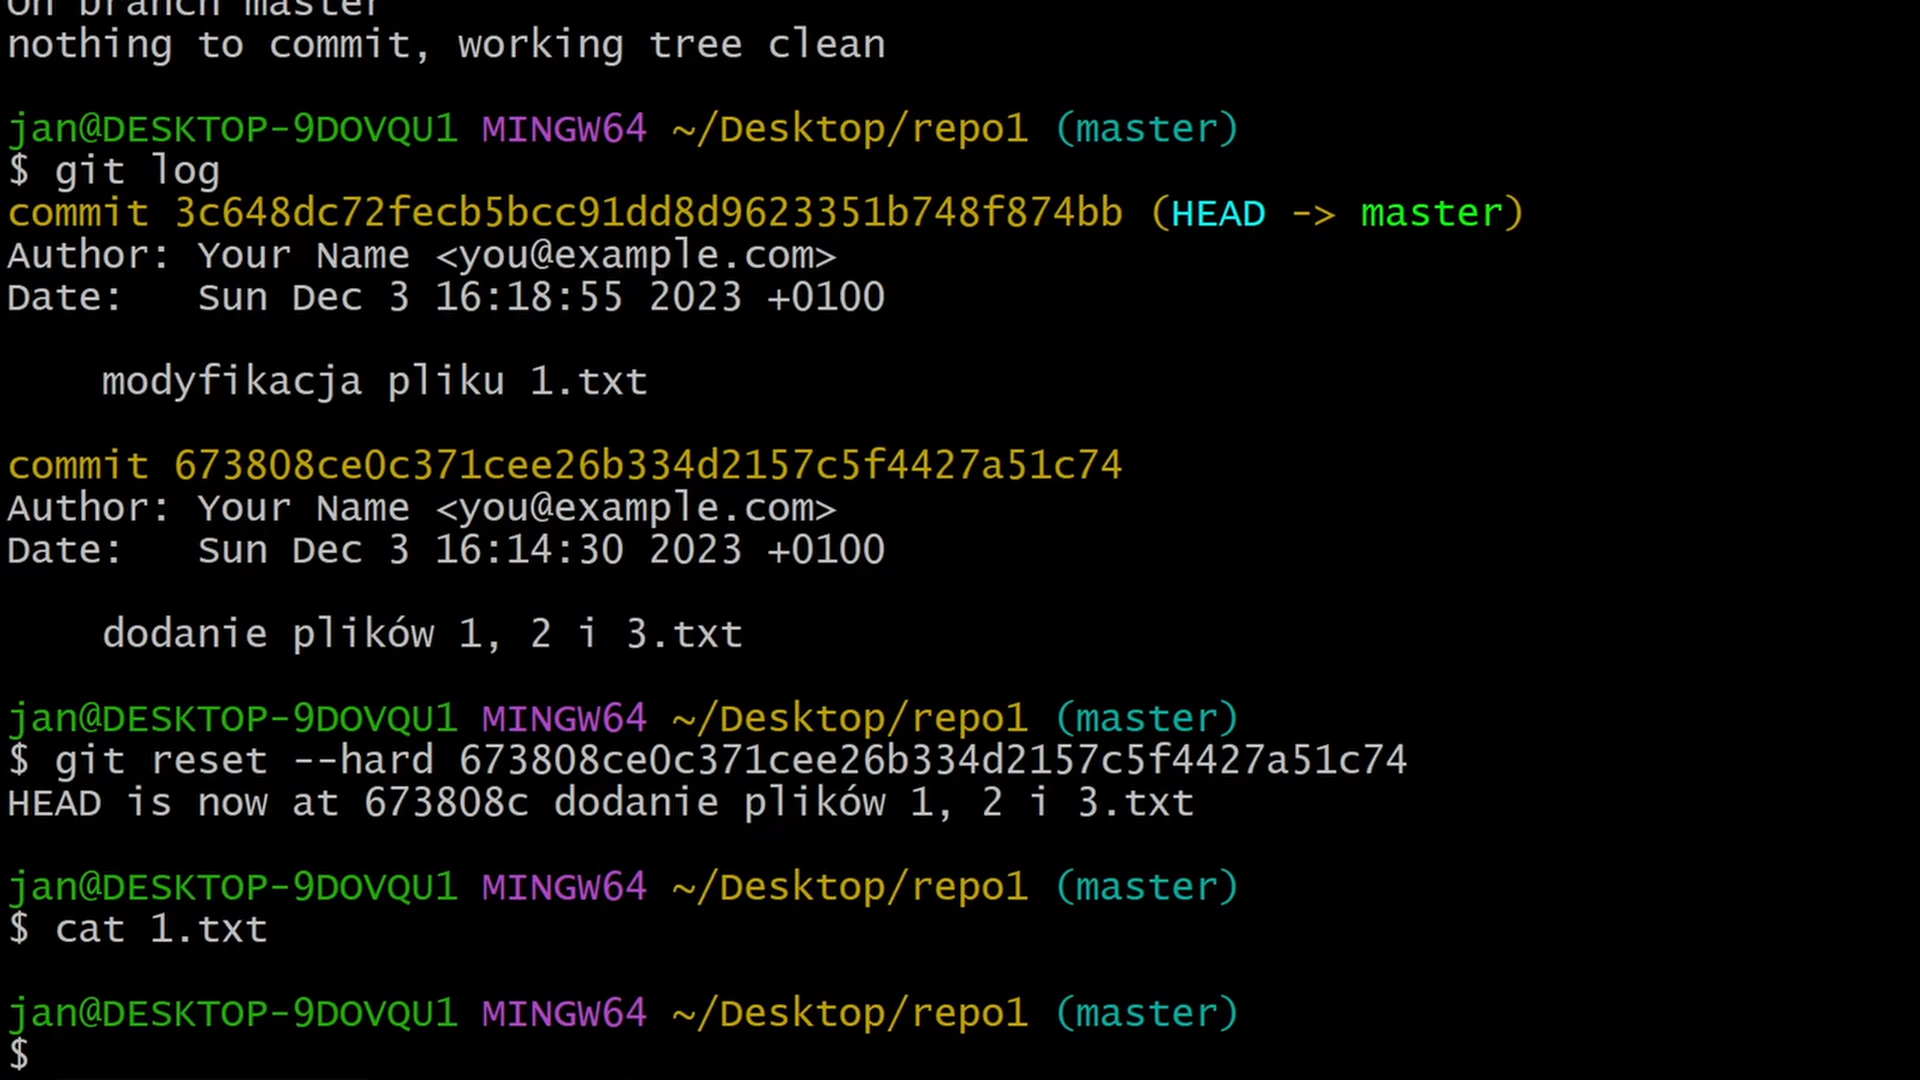 On branch master
nothing to commit, working tree clean
jan@DESKTOP-9DOVQU1 MINGW64 ~/Desktop/repo1 (master)
$ git log
commit 3c648dc72fecb5bcc91dd8d9623351b748f874bb (HEAD -> master)
Author: Your Name <you@example.com>
Date:   Sun Dec 3 16:18:55 2023 +0100
modyfikacja pliku 1.txt
commit 673808ce0c371cee26b334d2157c5f4427a51c74
Author: Your Name <you@example.com>
Date:   Sun Dec 3 16:14:30 2023 +0100
dodanie plików 1, 2 i 3.txt
jan@DESKTOP-9DOVQU1 MINGW64 ~/Desktop/repo1 (master)
$ git reset --hard 673808ce0c371cee26b334d2157c5f4427a51c74
HEAD is now at 673808c dodanie plików 1, 2 i 3.txt
jan@DESKTOP-9DOVQU1 MINGW64 ~/Desktop/repo1 (master)
$ cat 1.txt
jan@DESKTOP-9DOVQU1 MINGW64 ~/Desktop/repo1 (master)
$